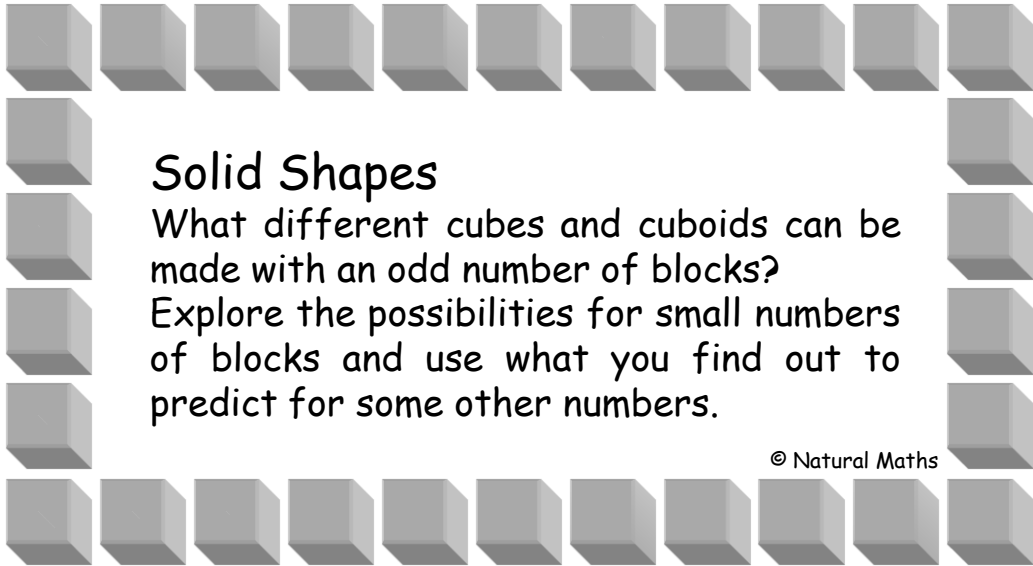 Solid Shapes
What different cubes and cuboids can be
made with an odd number of blocks?
Explore the possibilities for small numbers
of blocks and use what you find out to
predict for some other numbers.
© Natural Maths